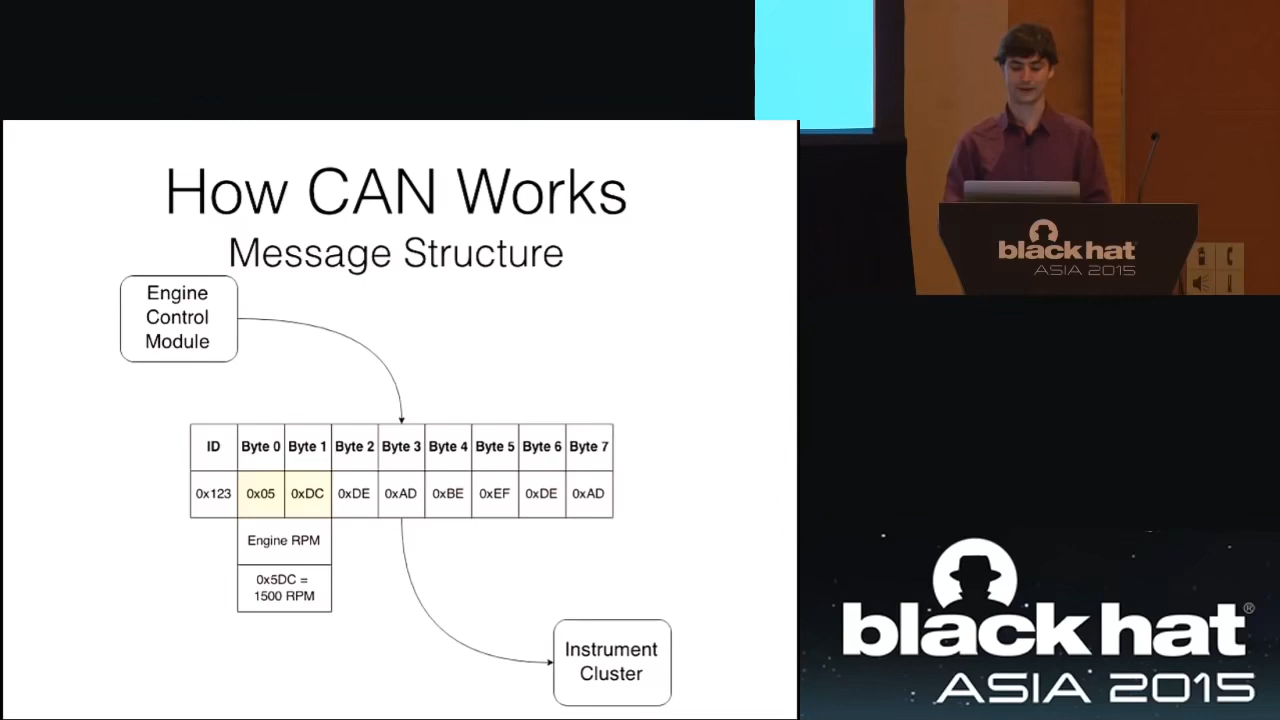 How CAN Works
Message Structure
Engine
Control
Module
ID Byte 0 Byte 1 Byte 2 Byte 3 Byte 4 Byte 5 Byte 6 Byte 7
0x123 0x05 0xDC 0xDE 0xAD 0xBE 0xEF 0xDE 0xAD
Engine RPM
0x5DC =
1500 RPM
Instrument
Cluster
black hat
ASIA 2015
black hat®
ASIA 2015